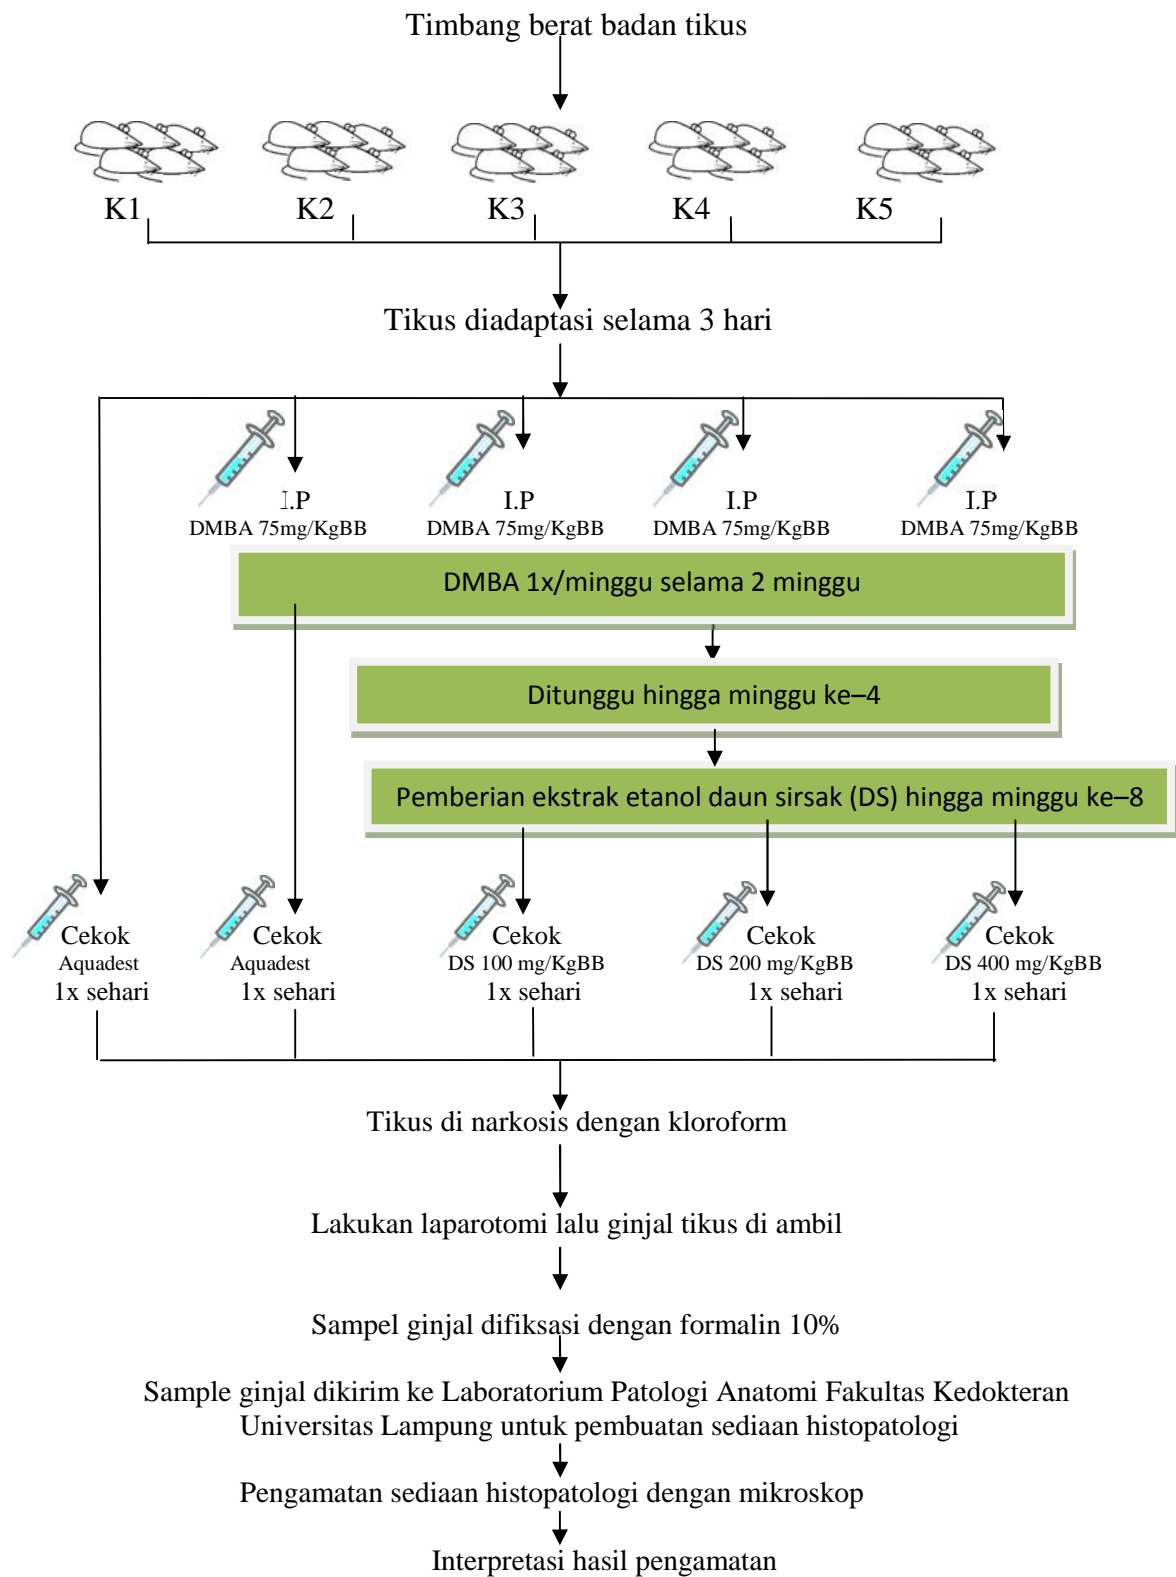 Timbang berat badan tikus
K1 K2 K3 K4 K5
Tikus diadaptasi selama 3 hari
I.P I.P I.P I.P
DMBA 75mg/KgBB DMBA 75mg/KgBB DMBA 75mg/KgBB DMBA 75mg/KgBB
DMBA 1x/minggu selama 2 minggu
Ditunggu hingga minggu ke–4
Pemberian ekstrak etanol daun sirsak (DS) hingga minggu ke–8
Cekok Cekok Cekok Cekok Cekok
Aquadest Aquadest DS 100 mg/KgBB DS 200 mg/KgBB DS 400 mg/KgBB
1x sehari 1x sehari 1x sehari 1x sehari 1x sehari
Tikus di narkosis dengan kloroform
Lakukan laparotomi lalu ginjal tikus di ambil
Sampel ginjal difiksasi dengan formalin 10%
Sample ginjal dikirim ke Laboratorium Patologi Anatomi Fakultas Kedokteran
Universitas Lampung untuk pembuatan sediaan histopatologi
Pengamatan sediaan histopatologi dengan mikroskop
Interpretasi hasil pengamatan